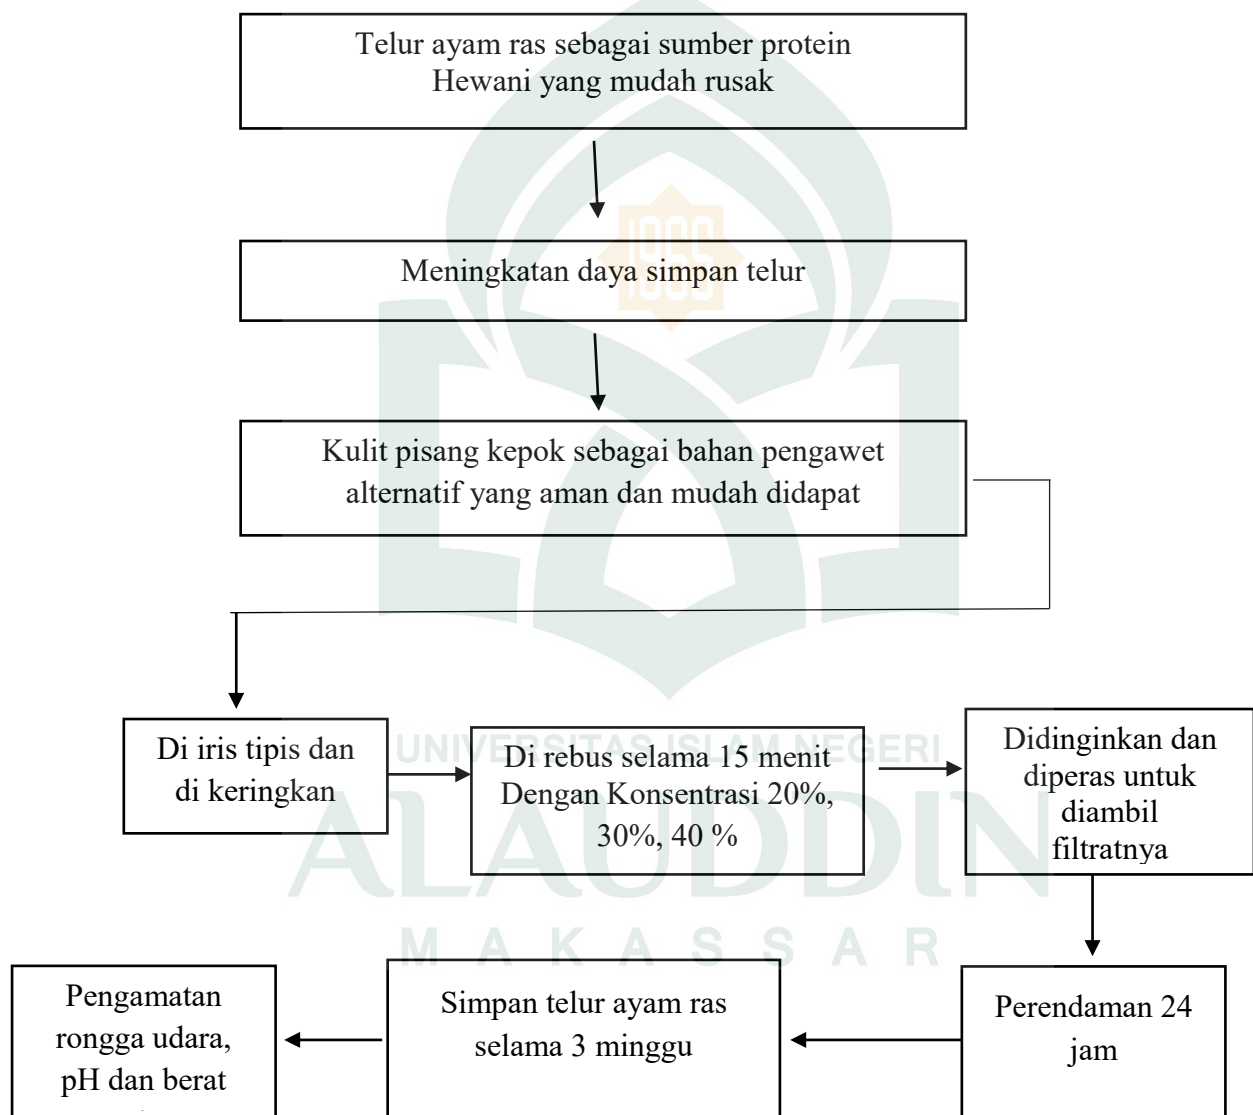 Telur ayam ras sebagai sumber protein
Hewani yang mudah rusak
1965
Meningkatan daya simpan telur
Kulit pisang kepok sebagai bahan pengawet
alternatif yang aman dan mudah didapat
Di iris tipis dan
di keringkan
Di rebus selama 15 menit
Dengan Konsentrasi 20%,
30%, 40 %
Didinginkan dan
diperas untuk
diambil
filtratnya
UNIVERSITAS ISLAM NEGERI
ALAUDDIN
MAKASSAR
Perendaman 24
jam
Simpan telur ayam ras
selama 3 minggu
Pengamatan
rongga udara,
pH dan berat